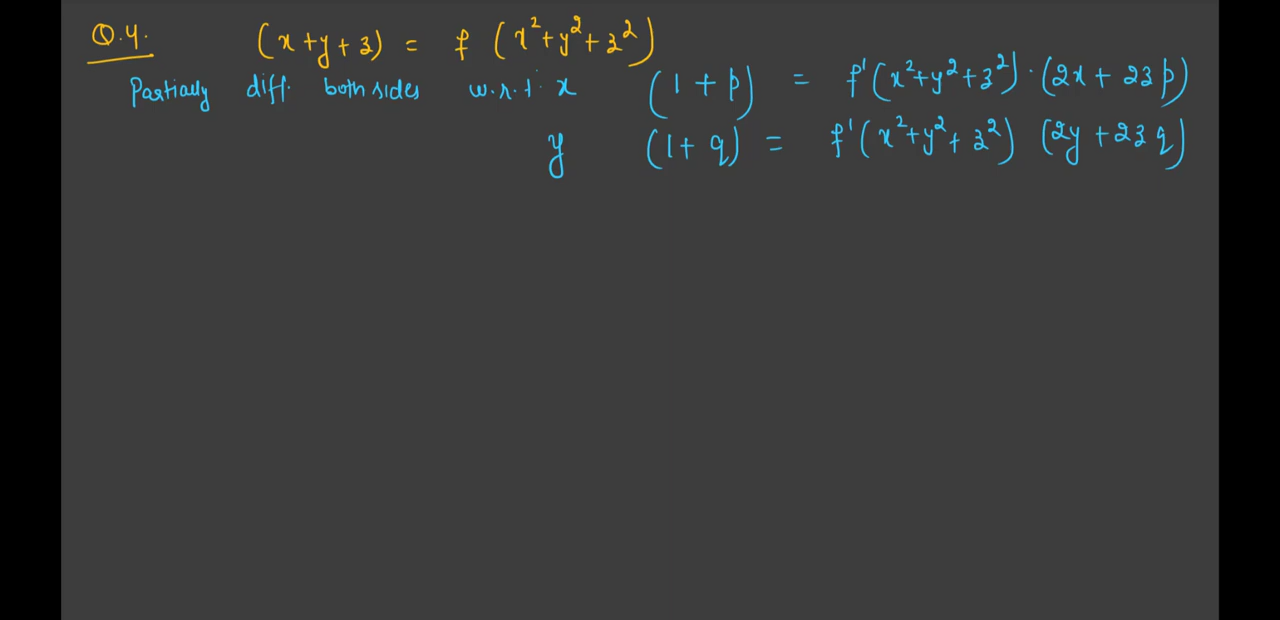 Q.4. (x+y+z) = f (x²+y²+z²)
Partially diff. both sides w.r.t. x (1 + p) = f'(x²+y²+z²)·(2x + 2zp)
y (1 + q) = f'(x²+y²+z²) (2y + 2zq)